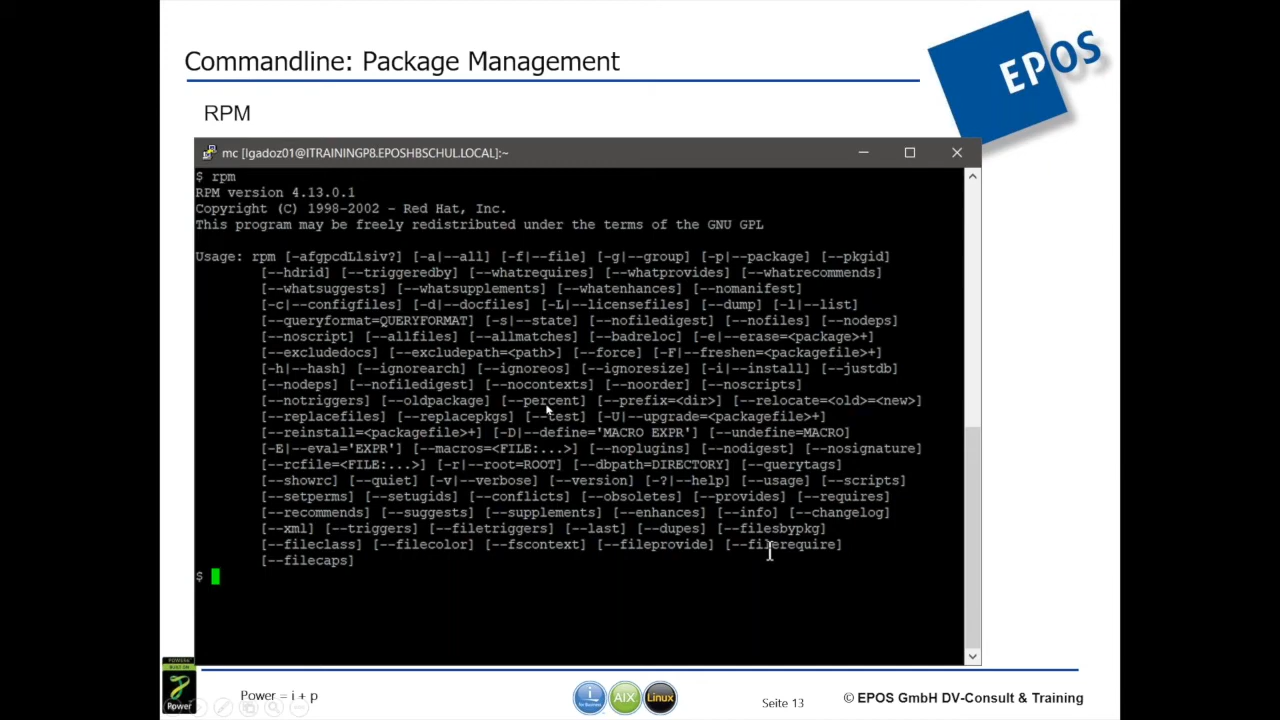 Commandline: Package Management
EPOS
RPM
mc [lgadoz01@ITRAININGP8.EPOSHBSCHUL.LOCAL]:~
$ rpm
RPM version 4.13.0.1
Copyright (C) 1998-2002 - Red Hat, Inc.
This program may be freely redistributed under the terms of the GNU GPL
Usage: rpm [-afgpcdLlsiv?] [-a|--all] [-f|--file] [-g|--group] [-p|--package] [--pkgid]
[--hdrid] [--triggeredby] [--whatrequires] [--whatprovides] [--whatrecommends]
[--whatsuggests] [--whatsupplements] [--whatenhances] [--nomanifest]
[-c|--configfiles] [-d|--docfiles] [-L|--licensefiles] [--dump] [-l|--list]
[--queryformat=QUERYFORMAT] [-s|--state] [--nofiledigest] [--nofiles] [--nodeps]
[--noscript] [--allfiles] [--allmatches] [--badreloc] [-e|--erase=<package>+]
[--excludedocs] [--excludepath=<path>] [--force] [-F|--freshen=<packagefile>+]
[-h|--hash] [--ignorearch] [--ignoreos] [--ignoresize] [-i|--install] [--justdb]
[--nodeps] [--nofiledigest] [--nocontexts] [--noorder] [--noscripts]
[--notriggers] [--oldpackage] [--percent] [--prefix=<dir>] [--relocate=<old>=<new>]
[--replacefiles] [--replacepkgs] [--test] [-U|--upgrade=<packagefile>+]
[--reinstall=<packagefile>+] [-D|--define='MACRO EXPR'] [--undefine=MACRO]
[-E|--eval='EXPR'] [--macros=<FILE:...>] [--noplugins] [--nodigest] [--nosignature]
[--rcfile=<FILE:...>] [-r|--root=ROOT] [--dbpath=DIRECTORY] [--querytags]
[--showrc] [--quiet] [-v|--verbose] [--version] [-?|--help] [--usage] [--scripts]
[--setperms] [--setugids] [--conflicts] [--obsoletes] [--provides] [--requires]
[--recommends] [--suggests] [--supplements] [--enhances] [--info] [--changelog]
[--xml] [--triggers] [--filetriggers] [--last] [--dupes] [--filesbypkg]
[--fileclass] [--filecolor] [--fscontext] [--fileprovide] [--filerequire]
[--filecaps]
$
Power
Power = i + p
i
for Business
AIX
Linux
Seite 13
© EPOS GmbH DV-Consult & Training